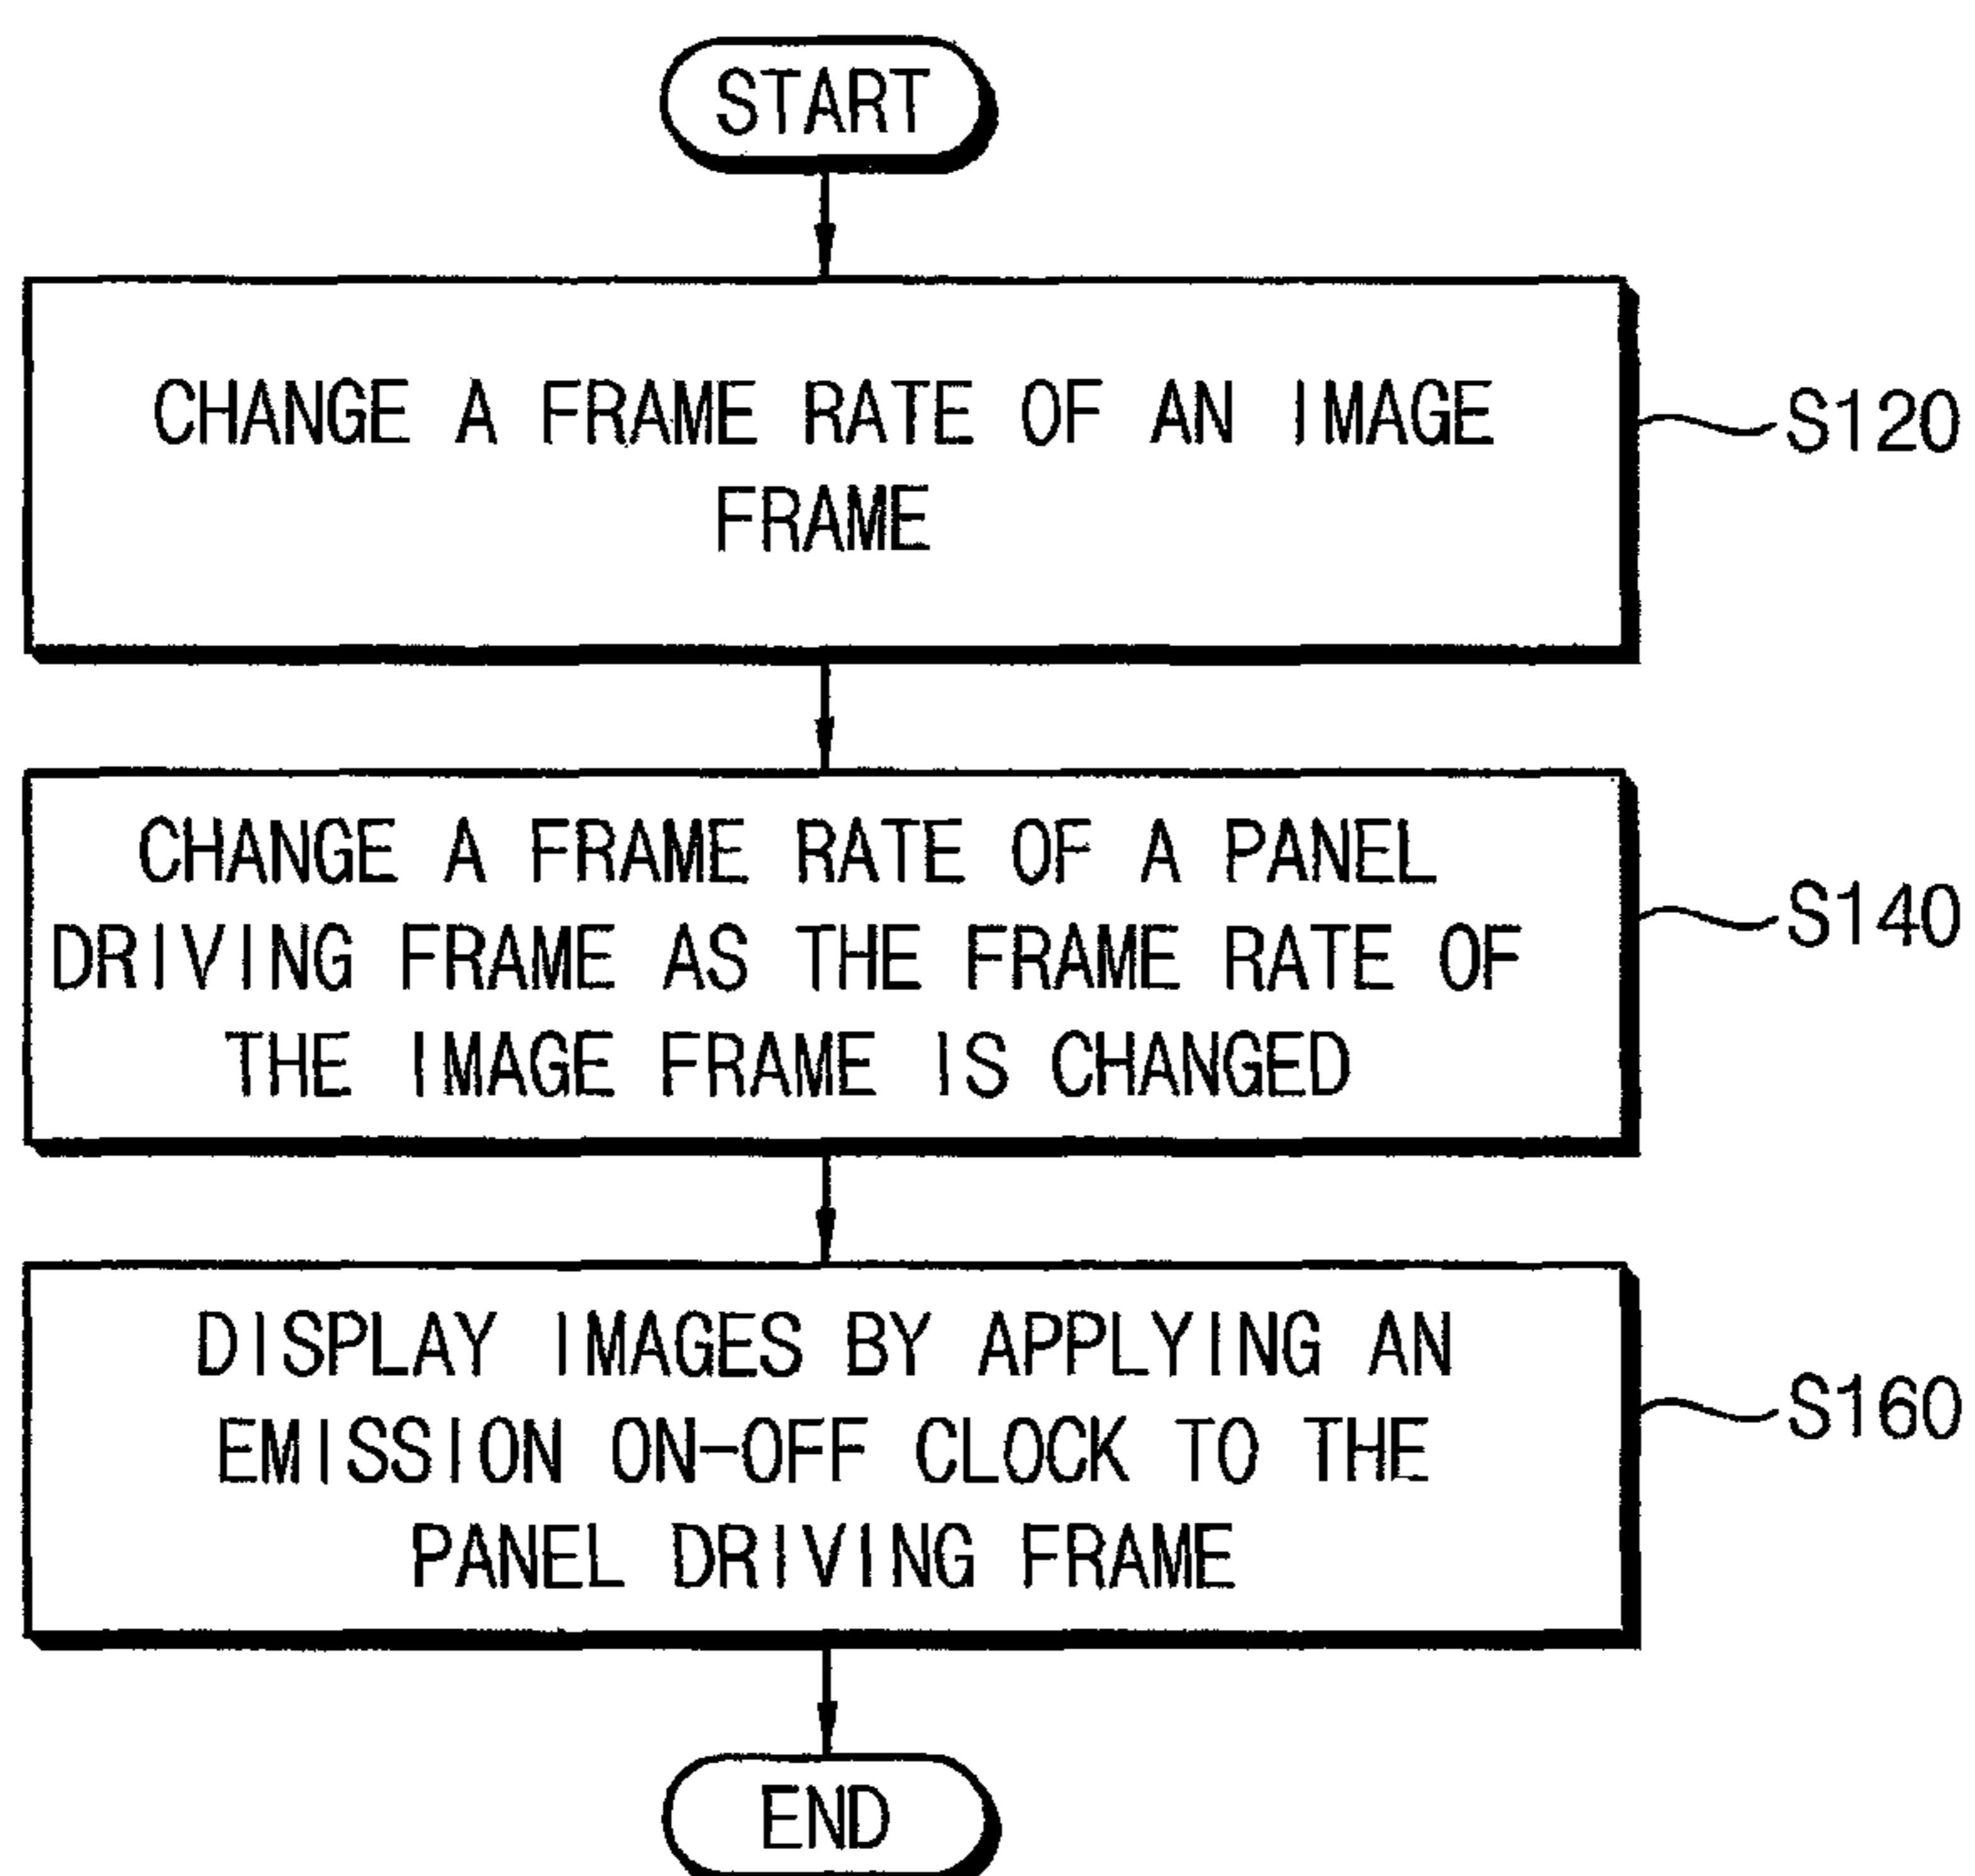 START
CHANGE A FRAME RATE OF AN IMAGE
FRAME
S120
CHANGE A FRAME RATE OF A PANEL
DRIVING FRAME AS THE FRAME RATE OF
THE IMAGE FRAME IS CHANGED
S140
DISPLAY IMAGES BY APPLYING AN
EMISSION ON-OFF CLOCK TO THE
PANEL DRIVING FRAME
S160
END